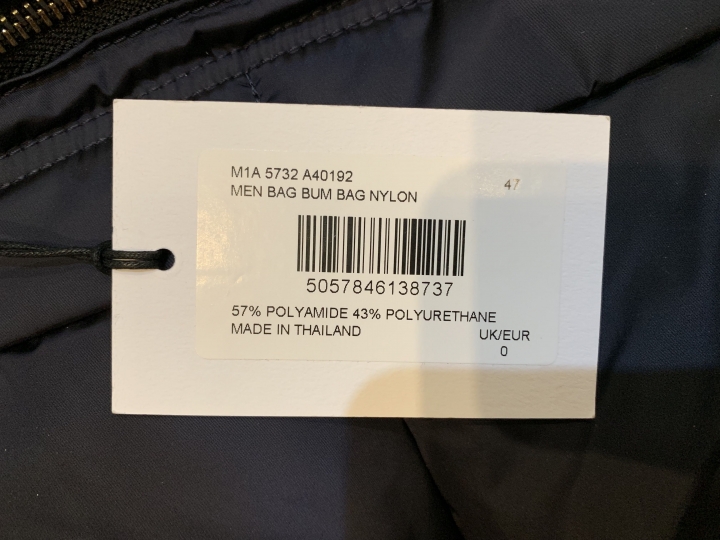 M1A 5732 A40192
MEN BAG BUM BAG NYLON
47
5057846138737
57% POLYAMIDE 43% POLYURETHANE
MADE IN THAILAND
UK/EUR
0